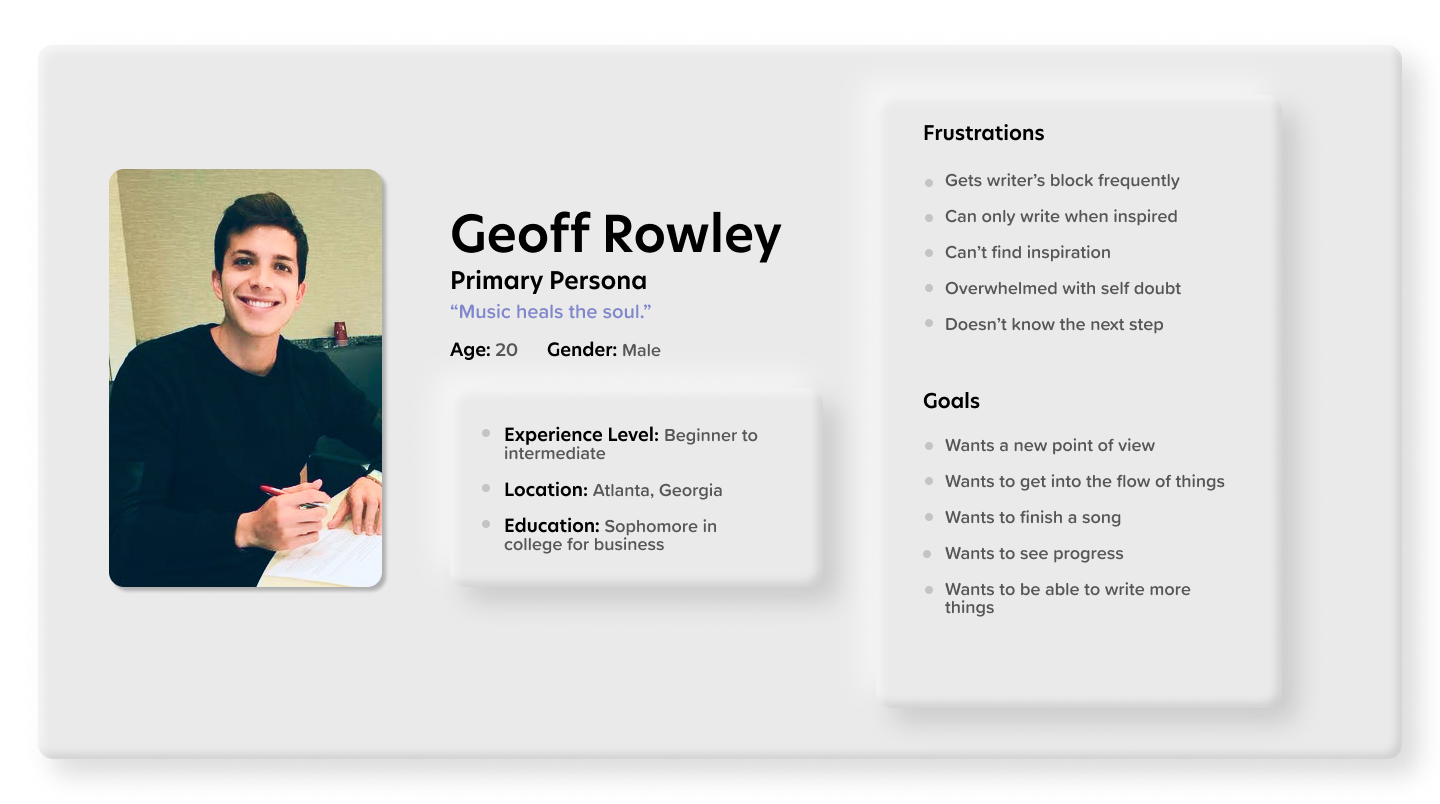 Geoff Rowley
Primary Persona
“Music heals the soul.”
Age: 20 Gender: Male
Experience Level: Beginner to
intermediate
Location: Atlanta, Georgia
Education: Sophomore in
college for business
Frustrations
Gets writer’s block frequently
Can only write when inspired
Can’t find inspiration
Overwhelmed with self doubt
Doesn’t know the next step
Goals
Wants a new point of view
Wants to get into the flow of things
Wants to finish a song
Wants to see progress
Wants to be able to write more
things